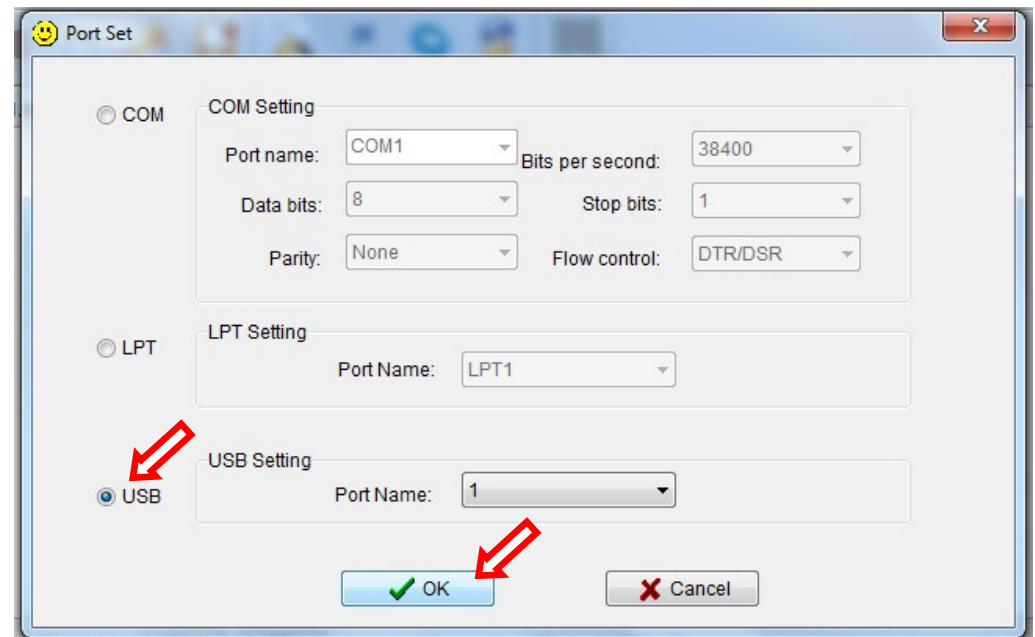 Port Set
COM
COM Setting
Port name: COM1 Bits per second: 38400
Data bits: 8 Stop bits: 1
Parity: None Flow control: DTR/DSR
LPT
LPT Setting
Port Name: LPT1
USB
USB Setting
Port Name: 1
OK Cancel